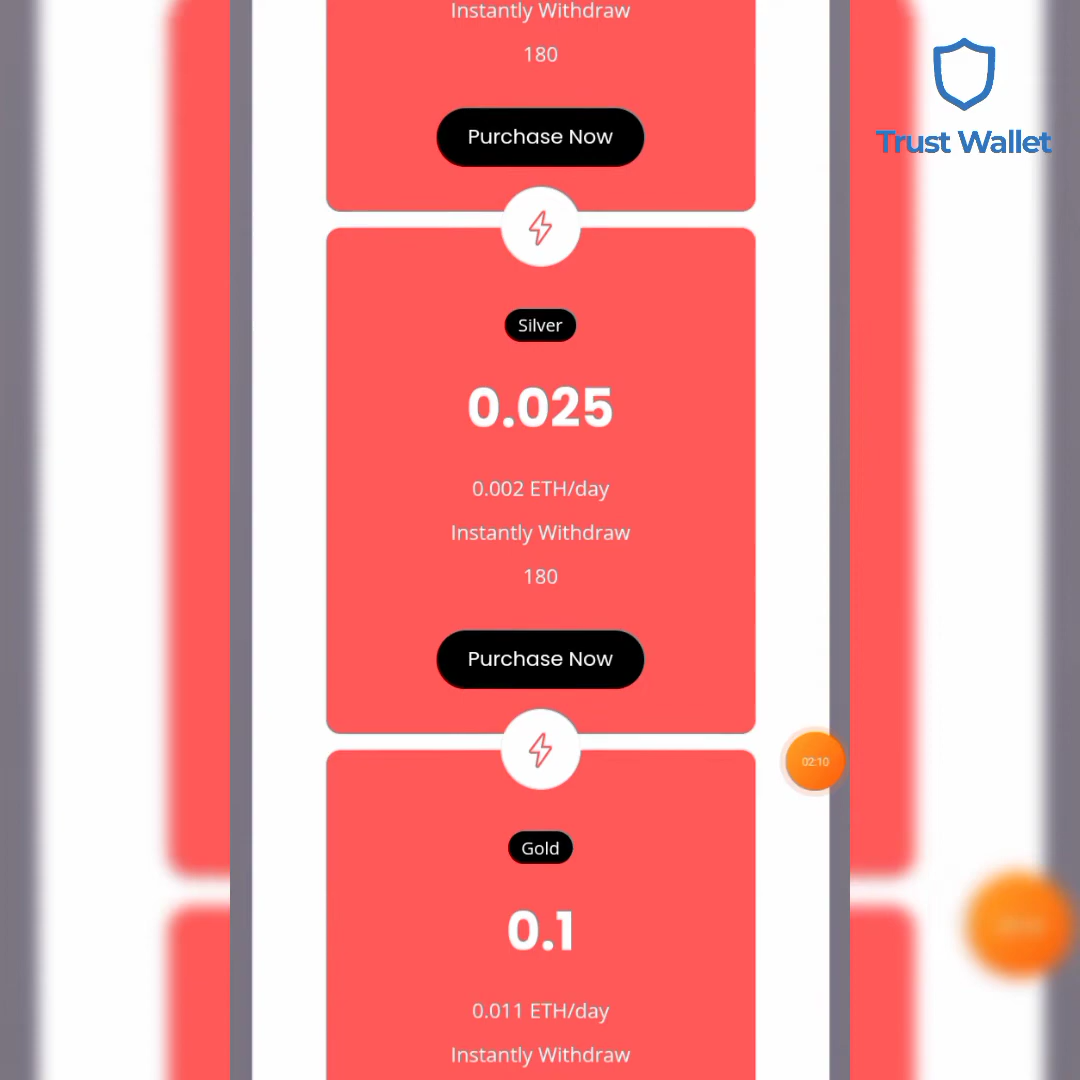 Instantly Withdraw
180
Purchase Now
Trust Wallet
Silver
0.025
0.002 ETH/day
Instantly Withdraw
180
Purchase Now
02:10
Gold
0.1
0.011 ETH/day
Instantly Withdraw